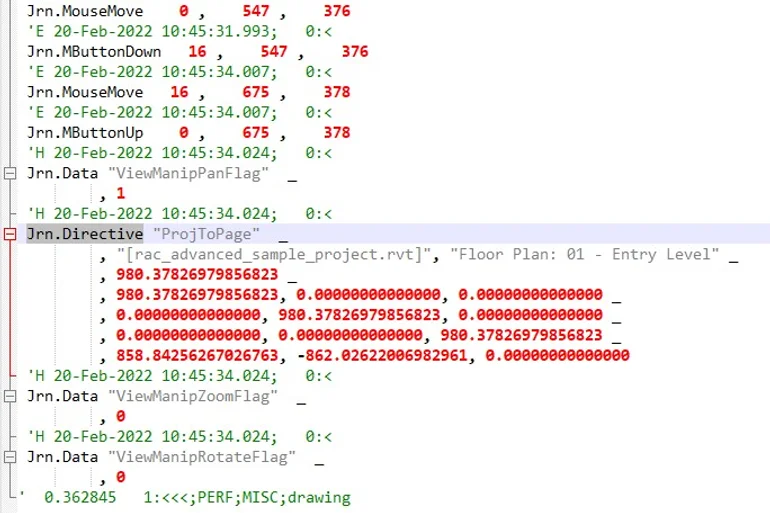 Jrn.MouseMove    0 ,    547 ,    376
'E 20-Feb-2022 10:45:31.993;   0:<
Jrn.MButtonDown   16 ,    547 ,    376
'E 20-Feb-2022 10:45:34.007;   0:<
Jrn.MouseMove   16 ,    675 ,    378
'E 20-Feb-2022 10:45:34.007;   0:<
Jrn.MButtonUp    0 ,    675 ,    378
'H 20-Feb-2022 10:45:34.024;   0:<
Jrn.Data "ViewManipPanFlag"  _
, 1
'H 20-Feb-2022 10:45:34.024;   0:<
Jrn.Directive "ProjToPage"  _
, "[rac_advanced_sample_project.rvt]", "Floor Plan: 01 - Entry Level" _
, 980.37826979856823 _
, 980.37826979856823, 0.00000000000000, 0.00000000000000 _
, 0.00000000000000, 980.37826979856823, 0.00000000000000 _
, 0.00000000000000, 0.00000000000000, 980.37826979856823 _
, 858.84256267026763, -862.02622006982961, 0.00000000000000
'H 20-Feb-2022 10:45:34.024;   0:<
Jrn.Data "ViewManipZoomFlag"  _
, 0
'H 20-Feb-2022 10:45:34.024;   0:<
Jrn.Data "ViewManipRotateFlag"  _
, 0
'  0.362845   1:<<<;PERF;MISC;drawing